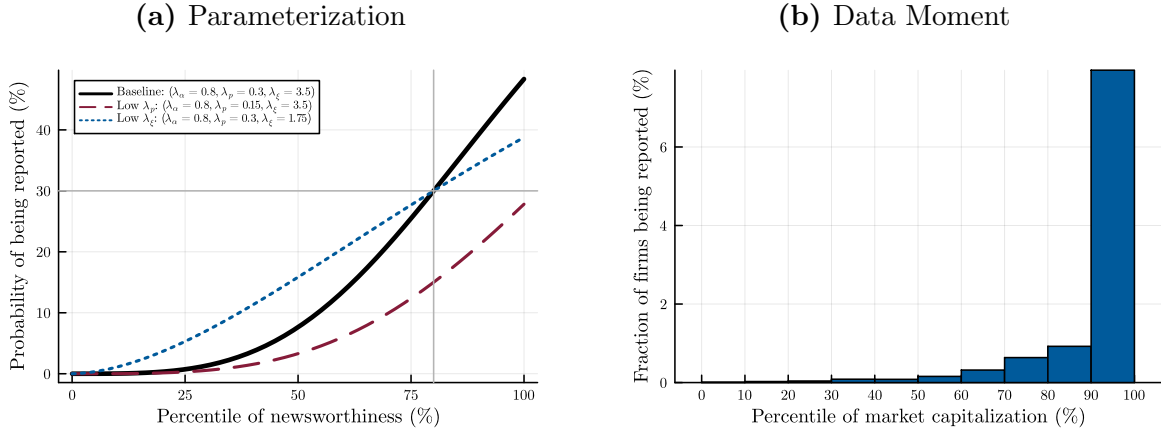 (a) Parameterization
Probability of being reported (%)
40
30
20
10
0
Baseline: (λα = 0.8, λp = 0.3, λξ = 3.5)
Low λp: (λα = 0.8, λp = 0.15, λξ = 3.5)
Low λξ: (λα = 0.8, λp = 0.3, λξ = 1.75)
0 25 50 75 100
Percentile of newsworthiness (%)
(b) Data Moment
Fraction of firms being reported (%)
6
4
2
0
0 10 20 30 40 50 60 70 80 90 100
Percentile of market capitalization (%)